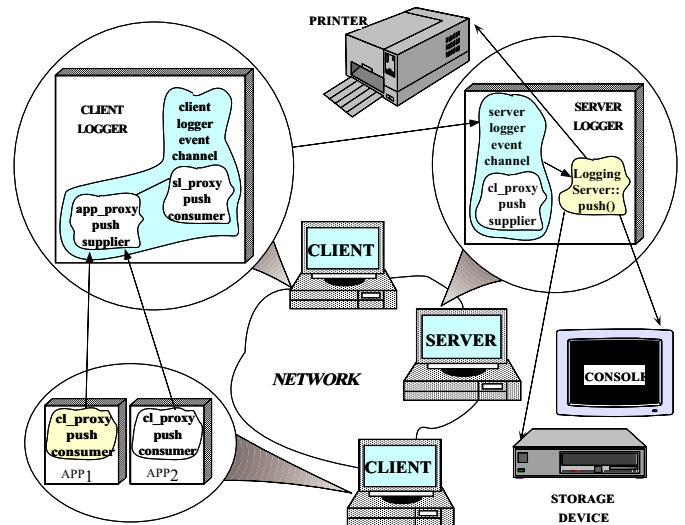 PRINTER
CLIENT
LOGGER
client
logger
event
channel
sl_proxy
push
consumer
app_proxy
push
supplier
server
logger
event
channel
cl_proxy
push
supplier
SERVER
LOGGER
Logging
Server::
push()
CLIENT
SERVER
NETWORK
CONSOLE
cl_proxy
push
consumer
APP1
cl_proxy
push
consumer
APP2
CLIENT
STORAGE
DEVICE